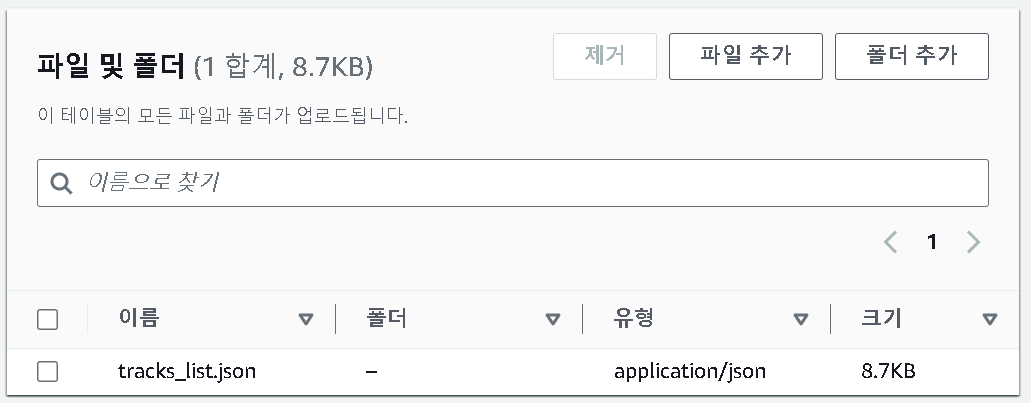 파일 및 폴더 (1 합계, 8.7KB)
제거
파일 추가
폴더 추가
이 테이블의 모든 파일과 폴더가 업로드됩니다.
이름으로 찾기
1
이름
폴더
유형
크기
tracks_list.json
–
application/json
8.7KB